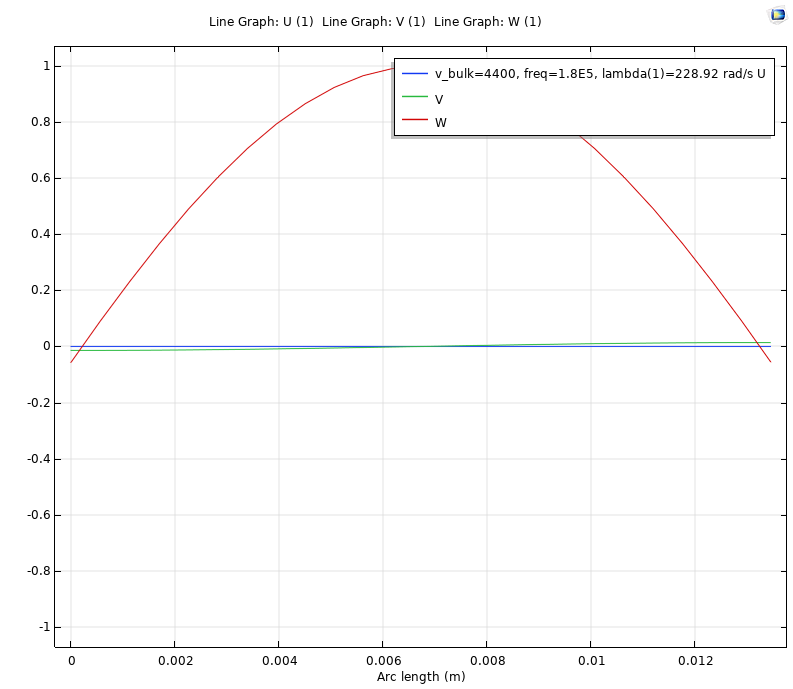 Line Graph: U (1)  Line Graph: V (1)  Line Graph: W (1)
v_bulk=4400, freq=1.8E5, lambda(1)=228.92 rad/s U
V
W
1
0.8
0.6
0.4
0.2
0
-0.2
-0.4
-0.6
-0.8
-1
0 0.002 0.004 0.006 0.008 0.01 0.012
Arc length (m)